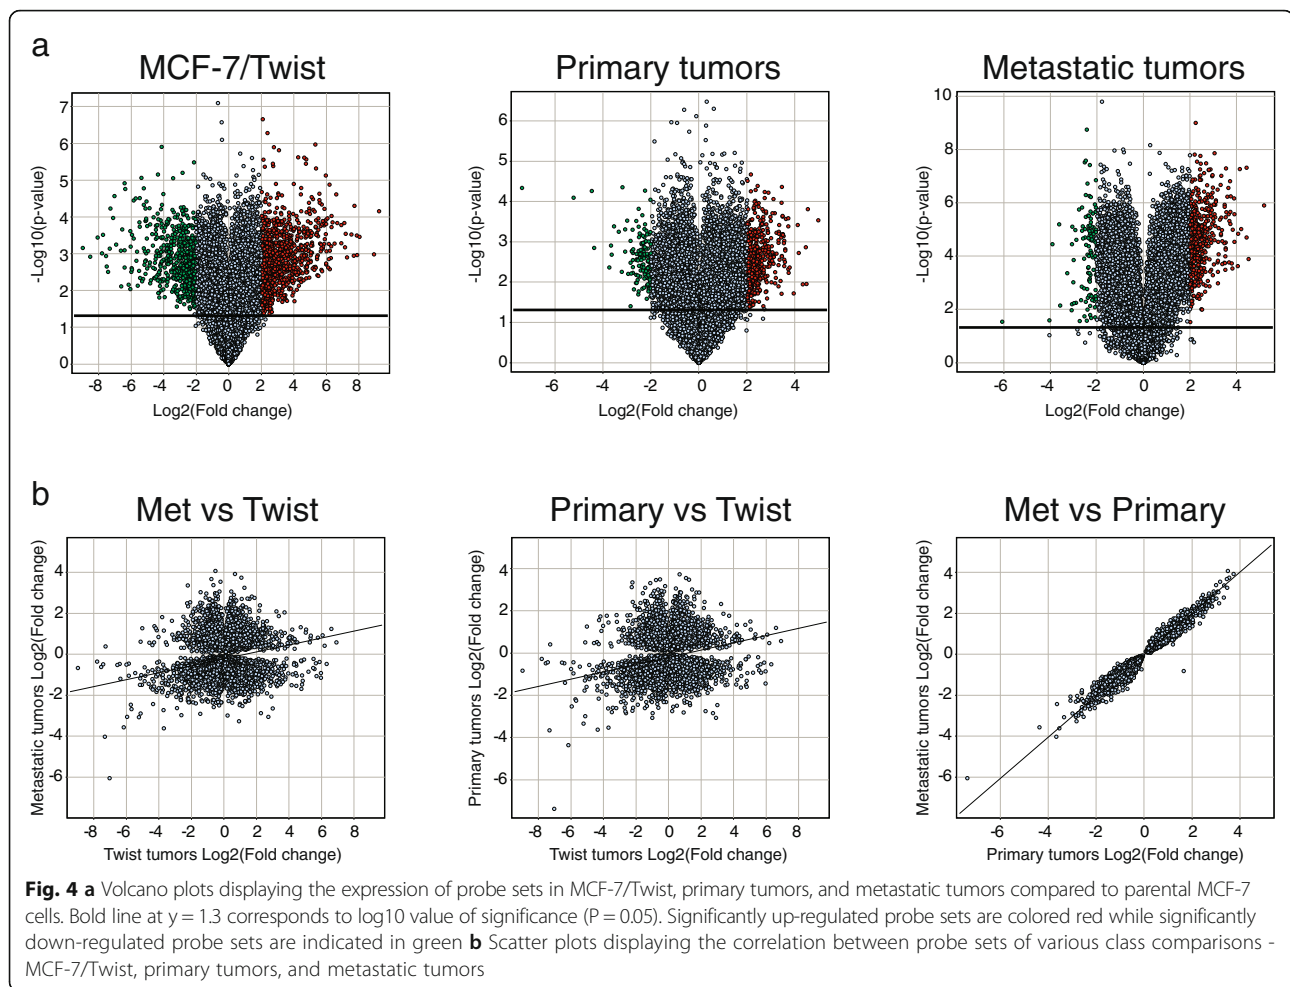 a
MCF-7/Twist
Primary tumors
Metastatic tumors
-Log10(p-value)
7
6
5
4
3
2
1
0
-8 -6 -4 -2 0 2 4 6 8
Log2(Fold change)
-Log10(p-value)
6
5
4
3
2
1
0
-6 -4 -2 0 2 4
Log2(Fold change)
-Log10(p-value)
10
8
6
4
2
0
-6 -4 -2 0 2 4
Log2(Fold change)
b
Met vs Twist
Primary vs Twist
Met vs Primary
Metastatic tumors Log2(Fold change)
4
2
0
-2
-4
-6
-8 -6 -4 -2 0 2 4 6 8
Twist tumors Log2(Fold change)
Primary tumors Log2(Fold change)
4
2
0
-2
-4
-6
-8 -6 -4 -2 0 2 4 6 8
Twist tumors Log2(Fold change)
Metastatic tumors Log2(Fold change)
4
2
0
-2
-4
-6
-6 -4 -2 0 2 4
Primary tumors Log2(Fold change)
Fig. 4 a Volcano plots displaying the expression of probe sets in MCF-7/Twist, primary tumors, and metastatic tumors compared to parental MCF-7
cells. Bold line at y = 1.3 corresponds to log10 value of significance (P = 0.05). Significantly up-regulated probe sets are colored red while significantly
down-regulated probe sets are indicated in green b Scatter plots displaying the correlation between probe sets of various class comparisons -
MCF-7/Twist, primary tumors, and metastatic tumors